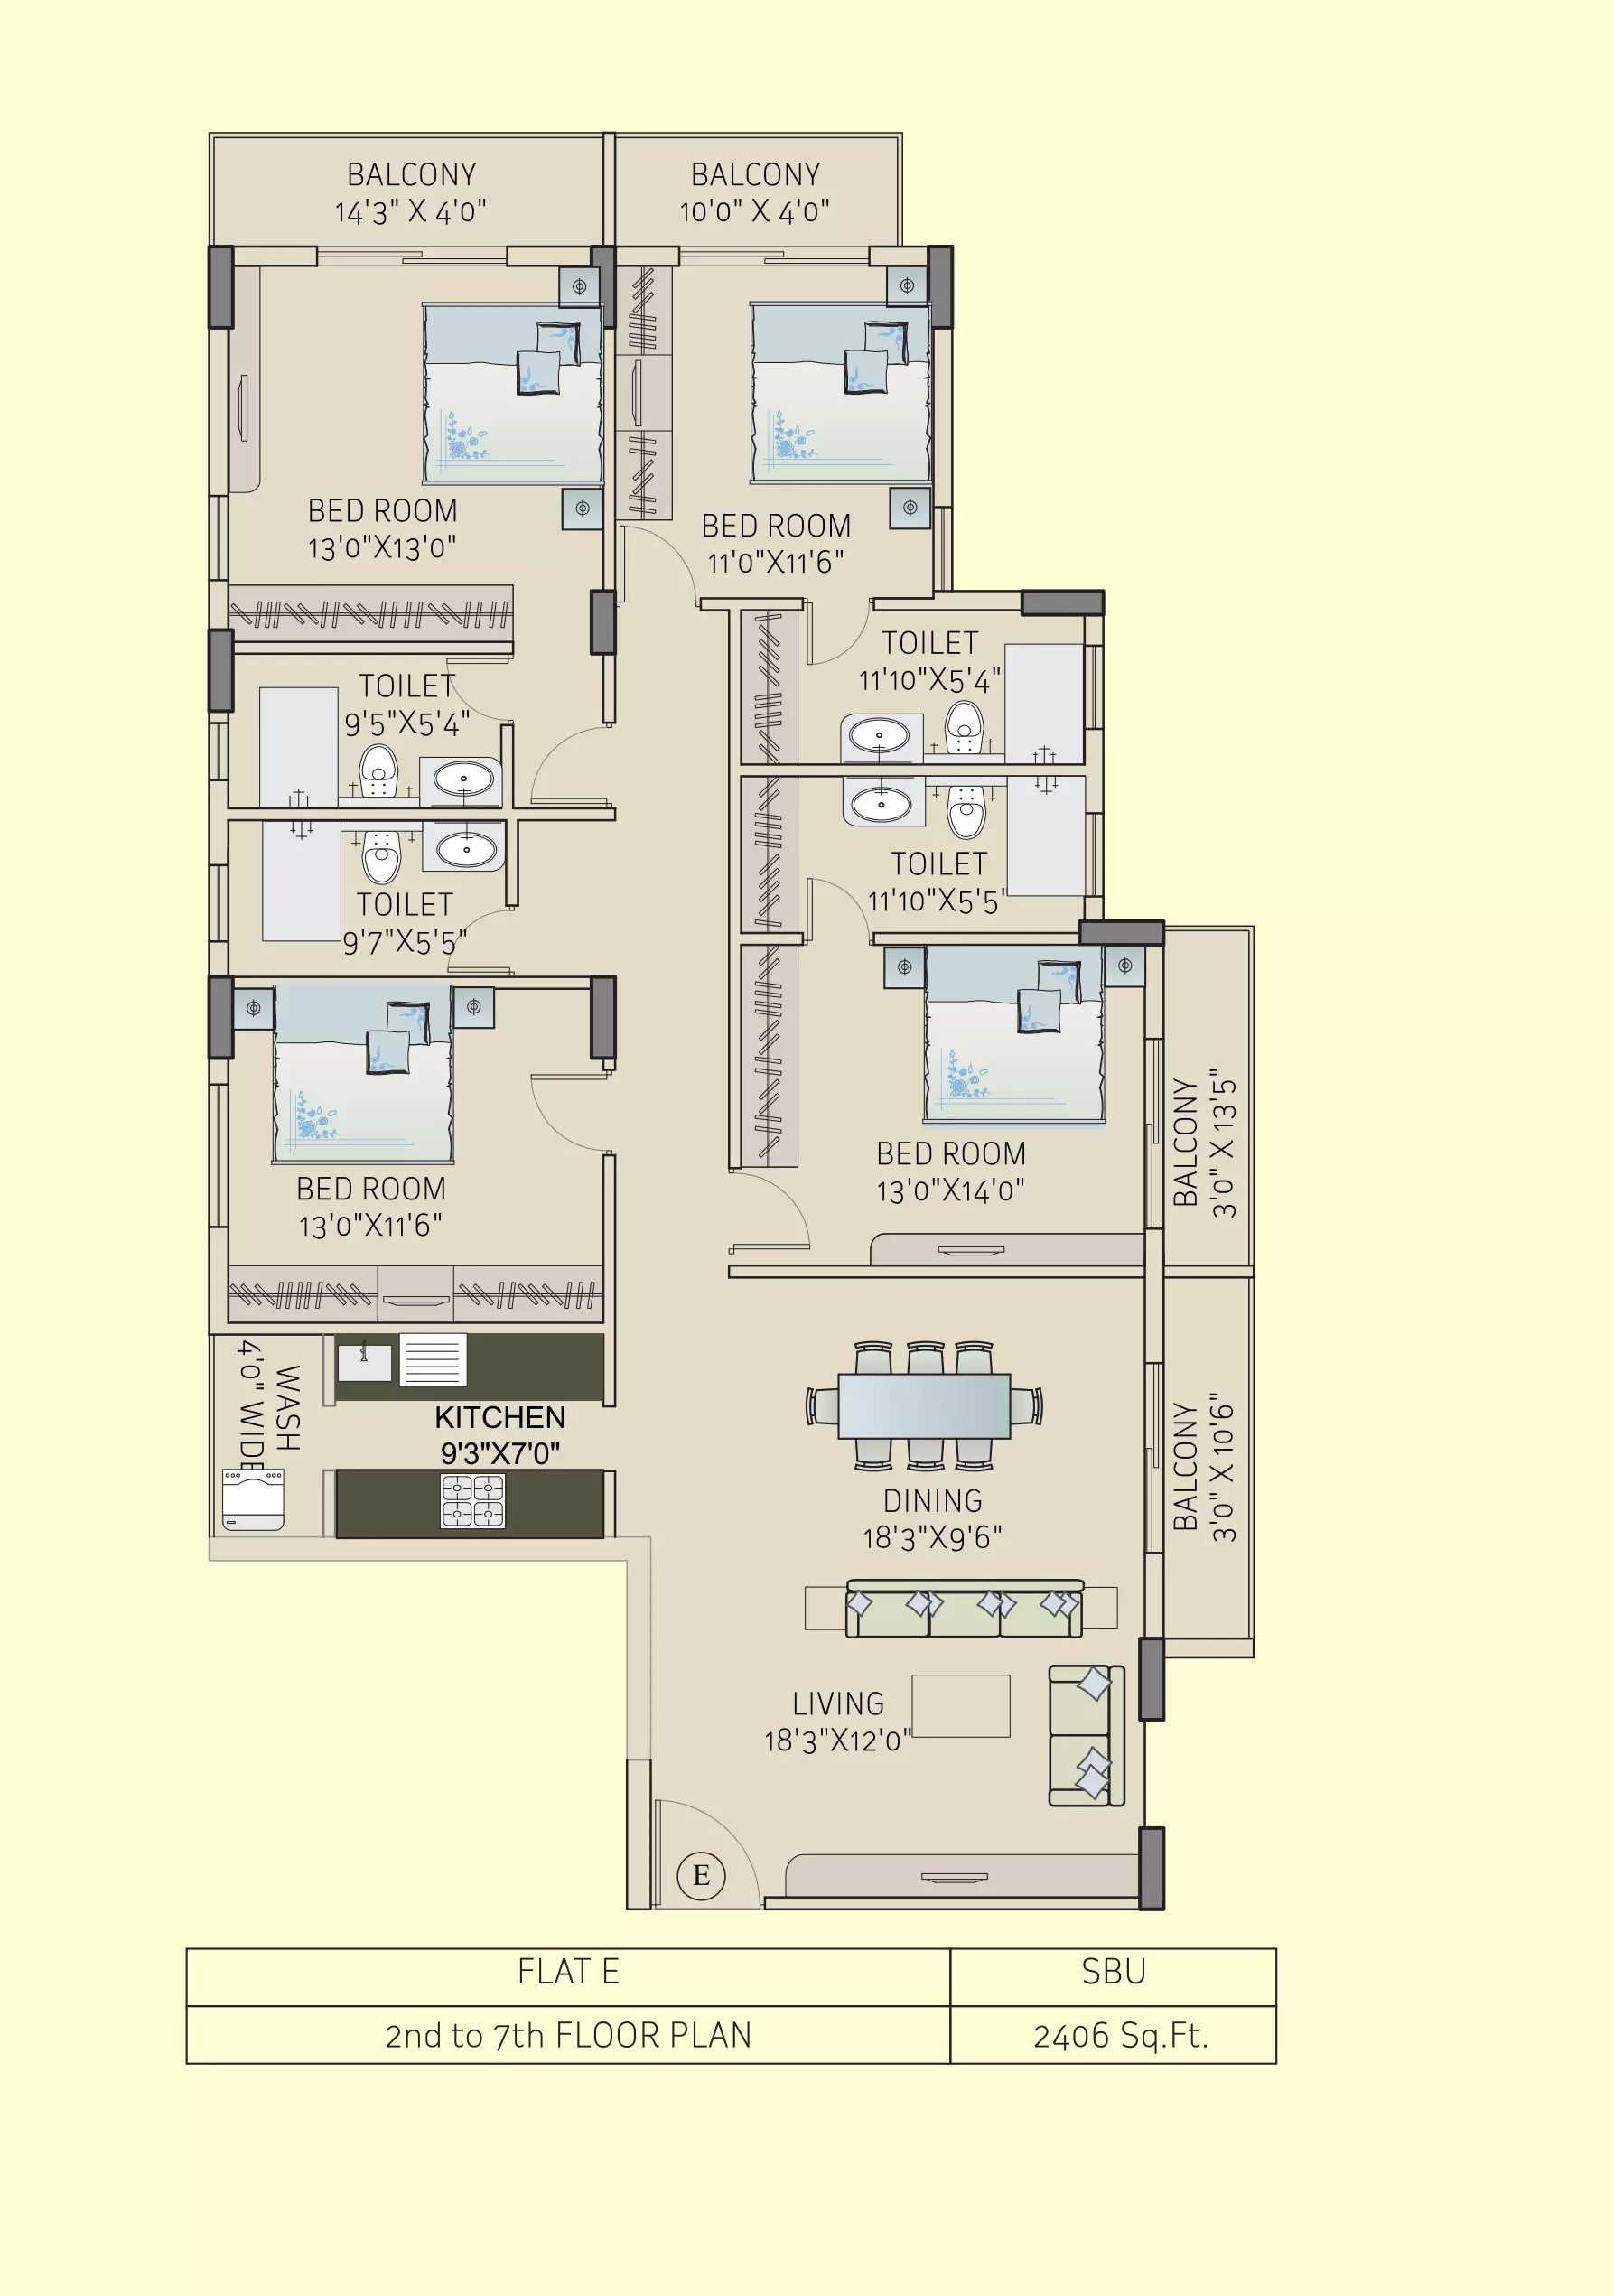 BALCONY
14'3" X 4'0"
BALCONY
10'0" X 4'0"
BED ROOM
13'0"X13'0"
BED ROOM
11'0"X11'6"
TOILET
11'10"X5'4"
TOILET
9'5"X5'4"
TOILET
11'10"X5'5"
TOILET
9'7"X5'5"
BED ROOM
13'0"X14'0"
BALCONY
3'0" X 13'5"
BED ROOM
13'0"X11'6"
WASH
4'0" WIDE
KITCHEN
9'3"X7'0"
DINING
18'3"X9'6"
BALCONY
3'0" X 10'6"
LIVING
18'3"X12'0"
E
FLAT E
SBU
2nd to 7th FLOOR PLAN
2406 Sq.Ft.